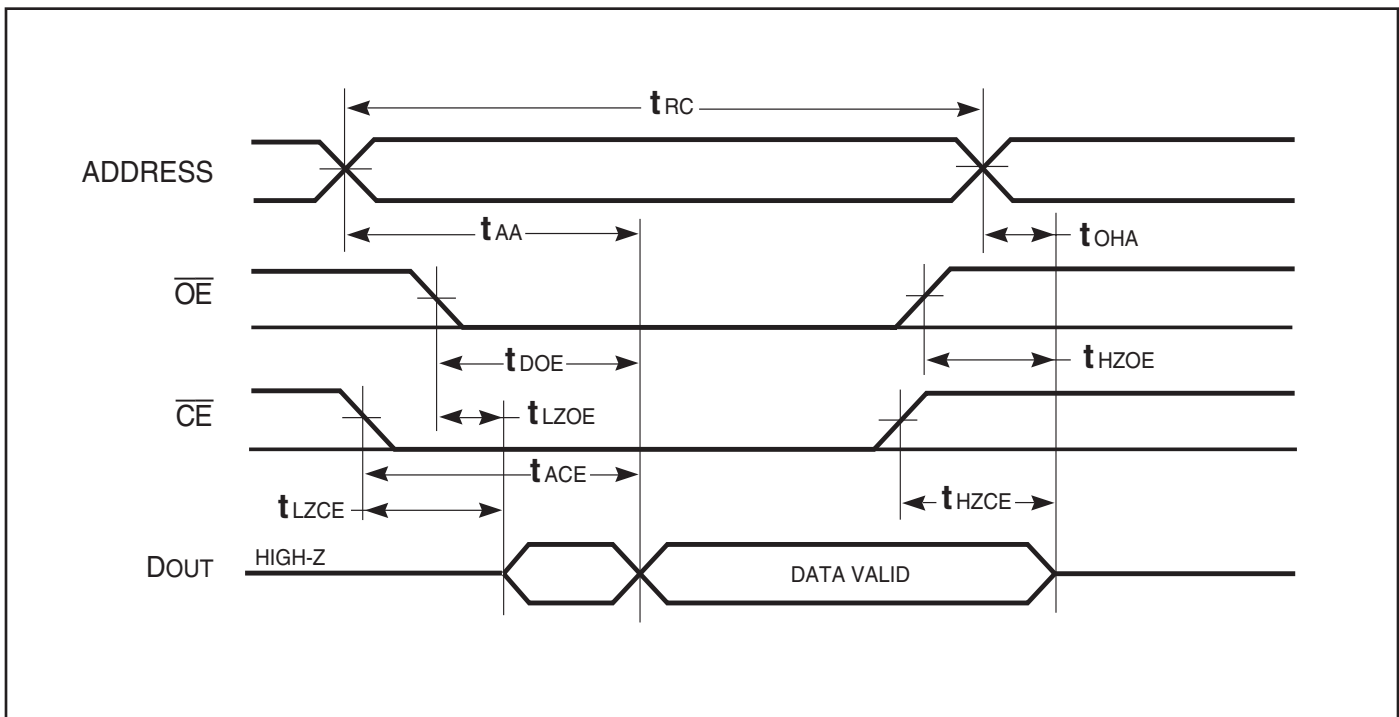 tRC
ADDRESS
tAA
tOHA
OE
tDOE
tHZOE
CE
tLZOE
tACE
tLZCE
tHZCE
DOUT
HIGH-Z
DATA VALID